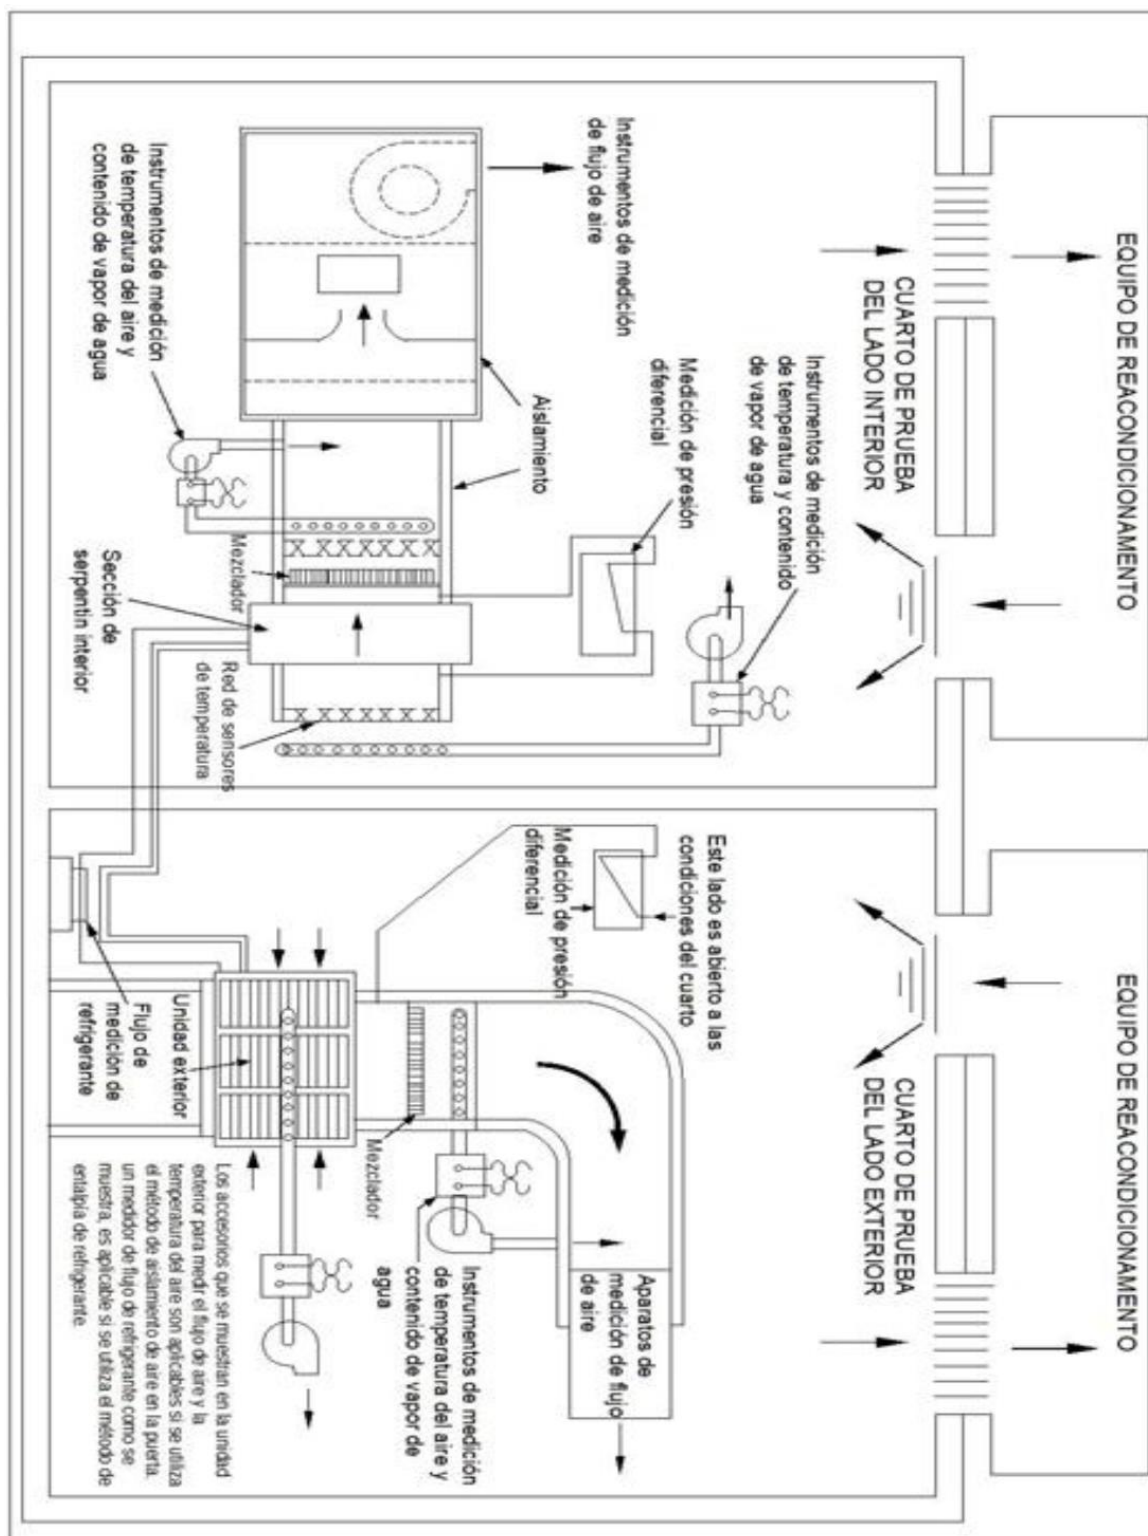 EQUIPO DE REACONDICIONAMENTO
EQUIPO DE REACONDICIONAMENTO
CUARTO DE PRUEBA
DEL LADO INTERIOR
CUARTO DE PRUEBA
DEL LADO EXTERIOR
Instrumentos de medición
de temperatura y contenido
de vapor de agua
Medición de presión
diferencial
Instrumentos de medición
de flujo de aire
Aislamiento
Instrumentos de medición
de temperatura del aire y
contenido de vapor de agua
Mezclador
Sección de
serpentin interior
Red de sensores
de temperatura
Este lado es abierto a las
condiciones del cuarto
Medición de presión
diferencial
Aparatos de
medición de flujo
de aire
Instrumentos de medición
de temperatura del aire y
contenido de vapor de
agua
Mezclador
Unidad exterior
Flujo de
medición de
refrigerante
Los accesorios que se muestran en la unidad
exterior para medir el flujo de aire y la
temperatura del aire son aplicables si se utiliza
el método de aislamiento de aire en la puerta.
un medidor de flujo de refrigerante como se
muestra, es aplicable si se utiliza el método de
entalpía de refrigerante.